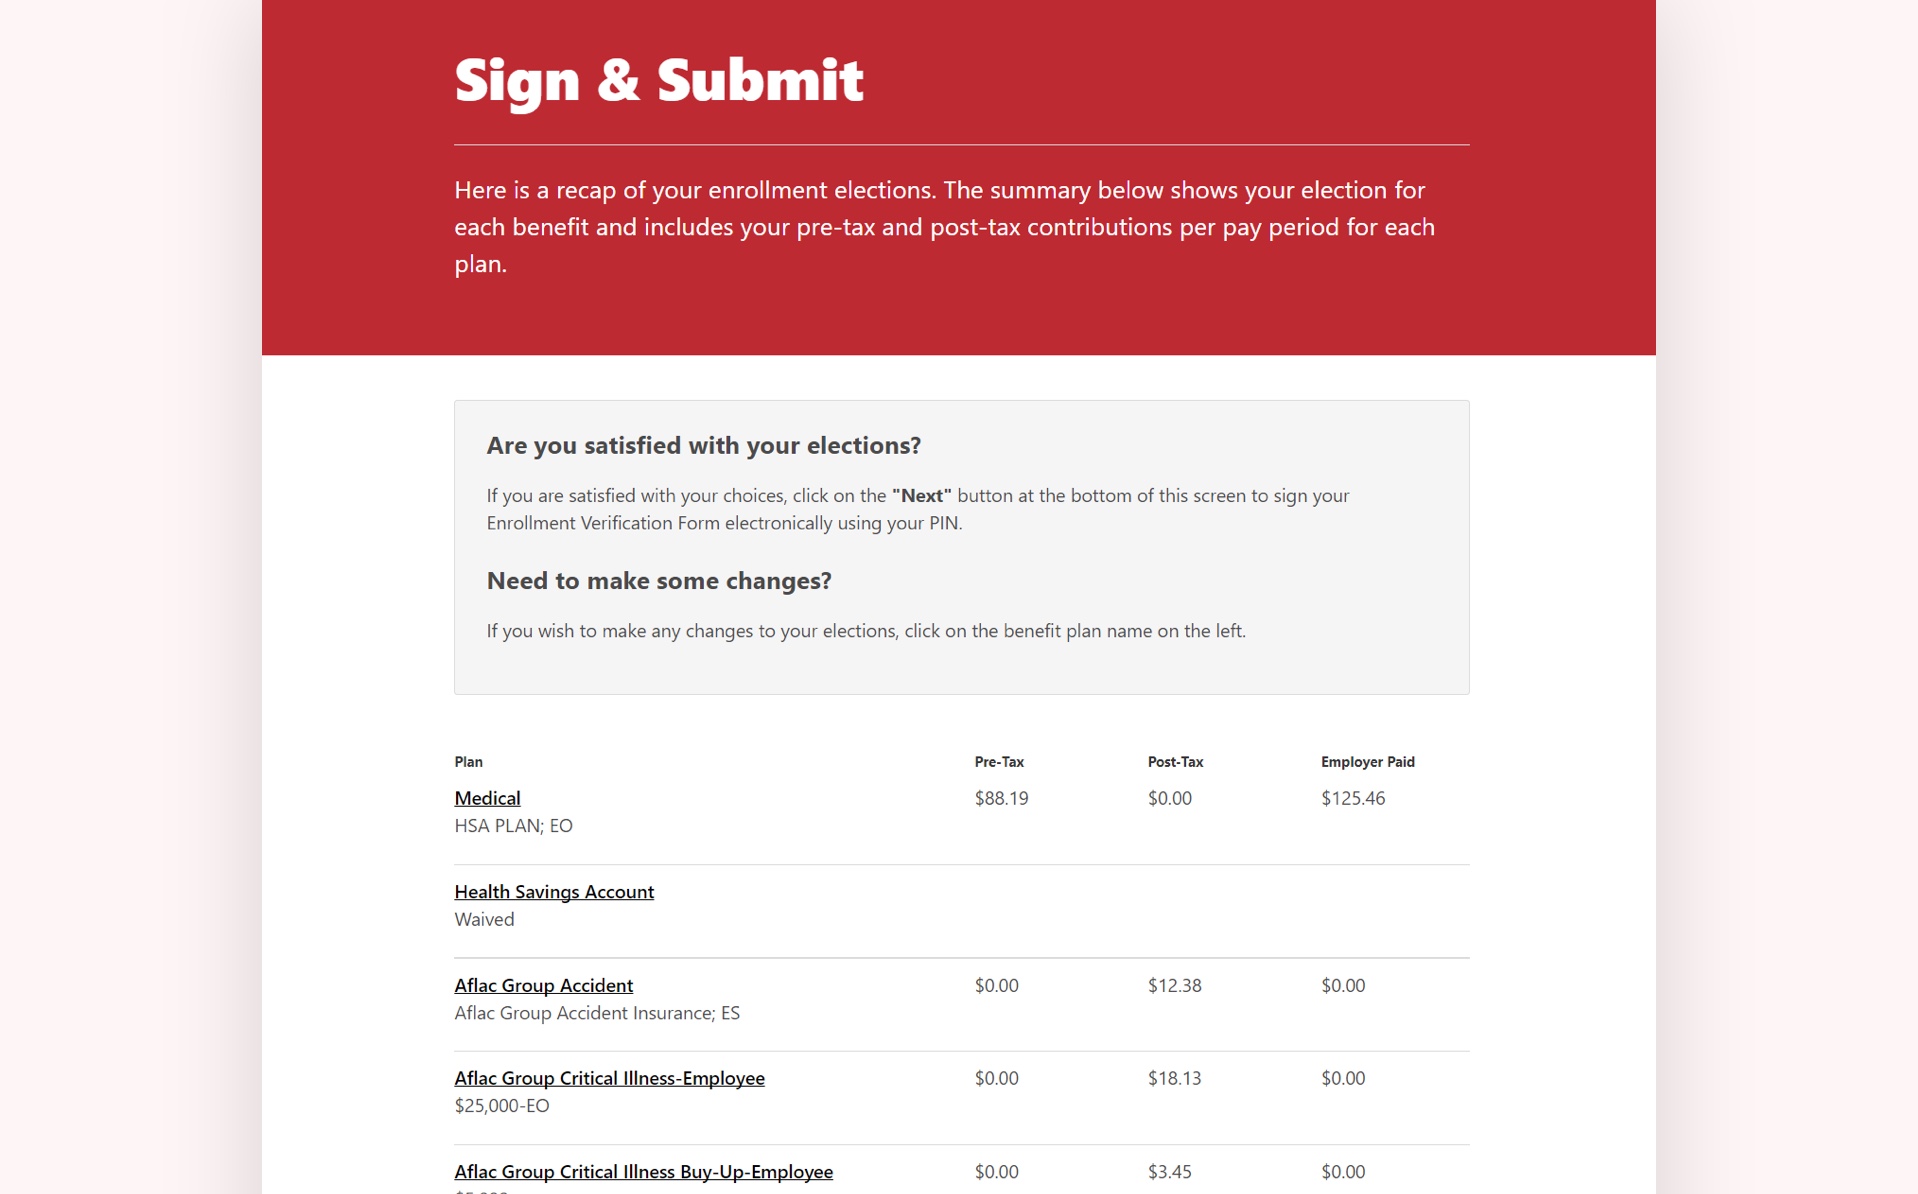 Sign & Submit
Here is a recap of your enrollment elections. The summary below shows your election for
each benefit and includes your pre-tax and post-tax contributions per pay period for each
plan.
Are you satisfied with your elections?
If you are satisfied with your choices, click on the "Next" button at the bottom of this screen to sign your
Enrollment Verification Form electronically using your PIN.
Need to make some changes?
If you wish to make any changes to your elections, click on the benefit plan name on the left.
Plan Pre-Tax Post-Tax Employer Paid
Medical $88.19 $0.00 $125.46
HSA PLAN; EO
Health Savings Account
Waived
Aflac Group Accident $0.00 $12.38 $0.00
Aflac Group Accident Insurance; ES
Aflac Group Critical Illness-Employee $0.00 $18.13 $0.00
$25,000-EO
Aflac Group Critical Illness Buy-Up-Employee $0.00 $3.45 $0.00